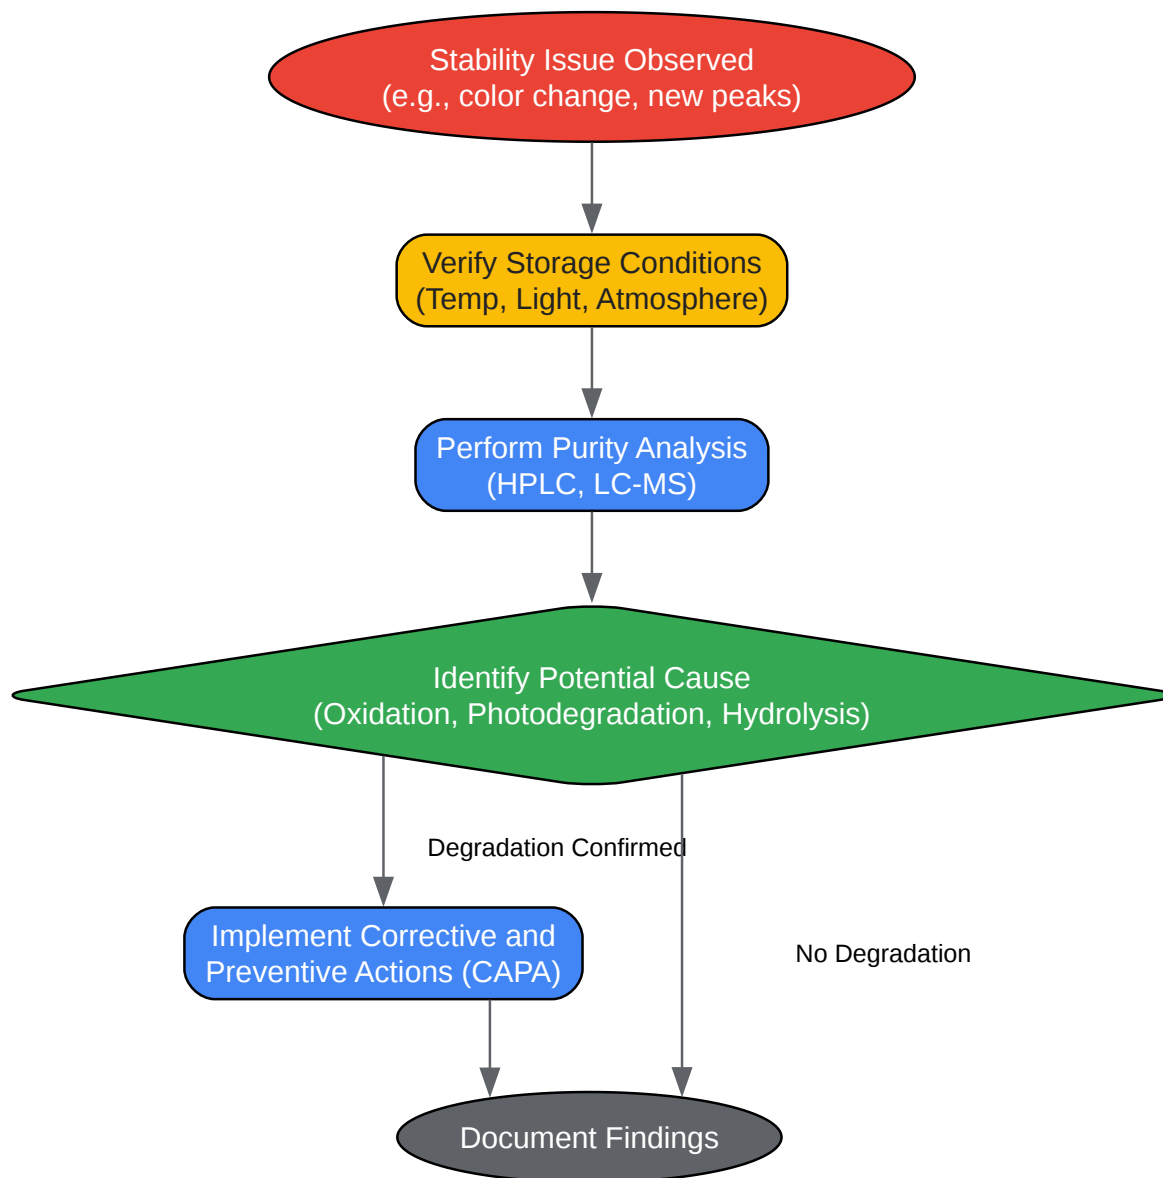 Stability Issue Observed
(e.g., color change, new peaks)
Verify Storage Conditions
(Temp, Light, Atmosphere)
Perform Purity Analysis
(HPLC, LC-MS)
Identify Potential Cause
(Oxidation, Photodegradation, Hydrolysis)
Degradation Confirmed
Implement Corrective and
Preventive Actions (CAPA)
No Degradation
Document Findings